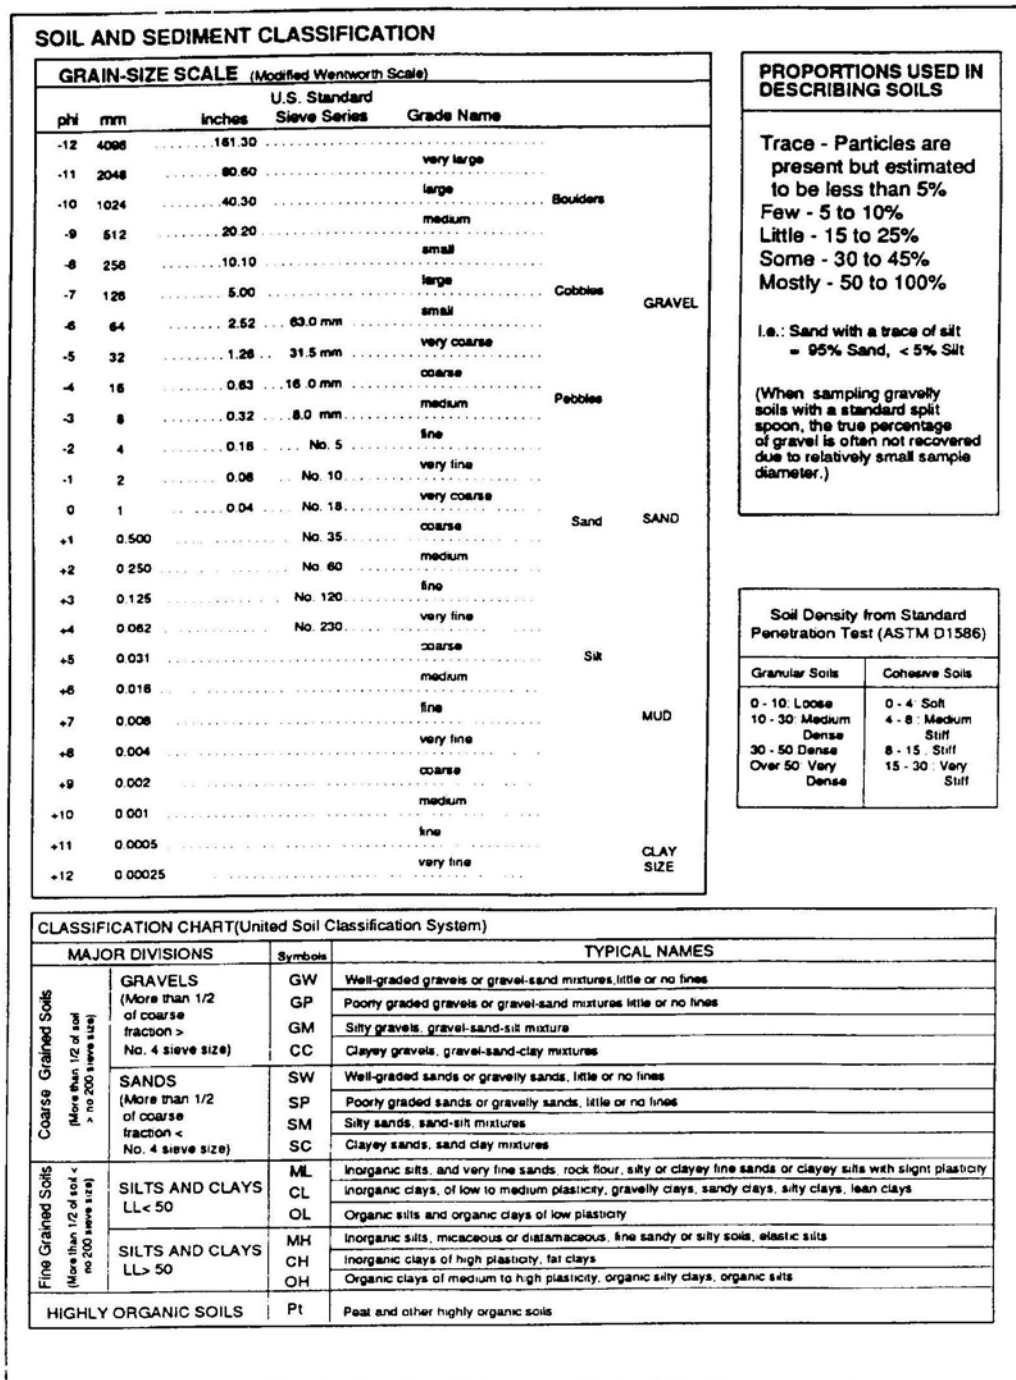 SOIL AND SEDIMENT CLASSIFICATION
GRAIN-SIZE SCALE (Modified Wentworth Scale)
phi mm inches U.S. Standard Sieve Series Grade Name
-12 4096 ........161.30
very large
-11 2048 ........80.60
large
-10 1024 ........40.30 Boulders
medium
-9 512 ........20.20
small
-8 256 ........10.10
large
-7 128 ........5.00 Cobbles
small GRAVEL
-6 64 ........2.52 ...63.0 mm
very coarse
-5 32 ........1.26 .. 31.5 mm
coarse
-4 16 ........0.63 ...16.0 mm Pebbles
medium
-3 8 ........0.32 .....8.0 mm
fine
-2 4 ........0.16 .... No. 5
very fine
-1 2 ........0.08 .. No. 10
very coarse
0 1 ........0.04 .... No. 18 Sand SAND
coarse
+1 0.500 ........ No. 35
medium
+2 0.250 ........ No. 60
fine
+3 0.125 ........ No. 120
very fine
+4 0.062 ........ No. 230
coarse
+5 0.031 Silt
medium
+6 0.016
fine
+7 0.008 MUD
very fine
+8 0.004
coarse
+9 0.002
medium
+10 0.001
fine
+11 0.0005 CLAY SIZE
very fine
+12 0.00025
PROPORTIONS USED IN
DESCRIBING SOILS
Trace - Particles are
present but estimated
to be less than 5%
Few - 5 to 10%
Little - 15 to 25%
Some - 30 to 45%
Mostly - 50 to 100%
i.e.: Sand with a trace of silt
= 95% Sand, < 5% Silt
(When sampling gravelly
soils with a standard split
spoon, the true percentage
of gravel is often not recovered
due to relatively small sample
diameter.)
Soil Density from Standard
Penetration Test (ASTM D1586)
Granular Soils Cohesive Soils
0 - 10: Loose 0 - 4: Soft
10 - 30: Medium Dense 4 - 8 : Medium Stiff
30 - 50 Dense 8 - 15 : Stiff
Over 50: Very Dense 15 - 30 : Very Stiff
CLASSIFICATION CHART(United Soil Classification System)
MAJOR DIVISIONS Symbols TYPICAL NAMES
Coarse Grained Soils
(More than 1/2 of soil
> no 200 sieve size)
GRAVELS
(More than 1/2
of coarse
fraction >
No. 4 sieve size)
GW Well-graded gravels or gravel-sand mixtures,little or no fines
GP Poorly graded gravels or gravel-sand mixtures little or no fines
GM Silty gravels, gravel-sand-silt mixture
CC Clayey gravels, gravel-sand-clay mixtures
SANDS
(More than 1/2
of coarse
fraction <
No. 4 sieve size)
SW Well-graded sands or gravelly sands, little or no fines
SP Poorly graded sands or gravelly sands, little or no fines
SM Silty sands, sand-silt mixtures
SC Clayey sands, sand clay mixtures
Fine Grained Soils
(More than 1/2 of soil <
no 200 sieve size)
SILTS AND CLAYS
LL< 50
ML Inorganic silts, and very fine sands, rock flour, silty or clayey fine sands or clayey silts with slight plasticity
CL Inorganic clays, of low to medium plasticity, gravelly clays, sandy clays, silty clays, lean clays
OL Organic silts and organic clays of low plasticity
SILTS AND CLAYS
LL> 50
MH Inorganic silts, micaceous or diatamaceous, fine sandy or silty soils, elastic silts
CH Inorganic clays of high plasticity, fat clays
OH Organic clays of medium to high plasticity, organic silty clays, organic silts
HIGHLY ORGANIC SOILS Pt Peat and other highly organic soils